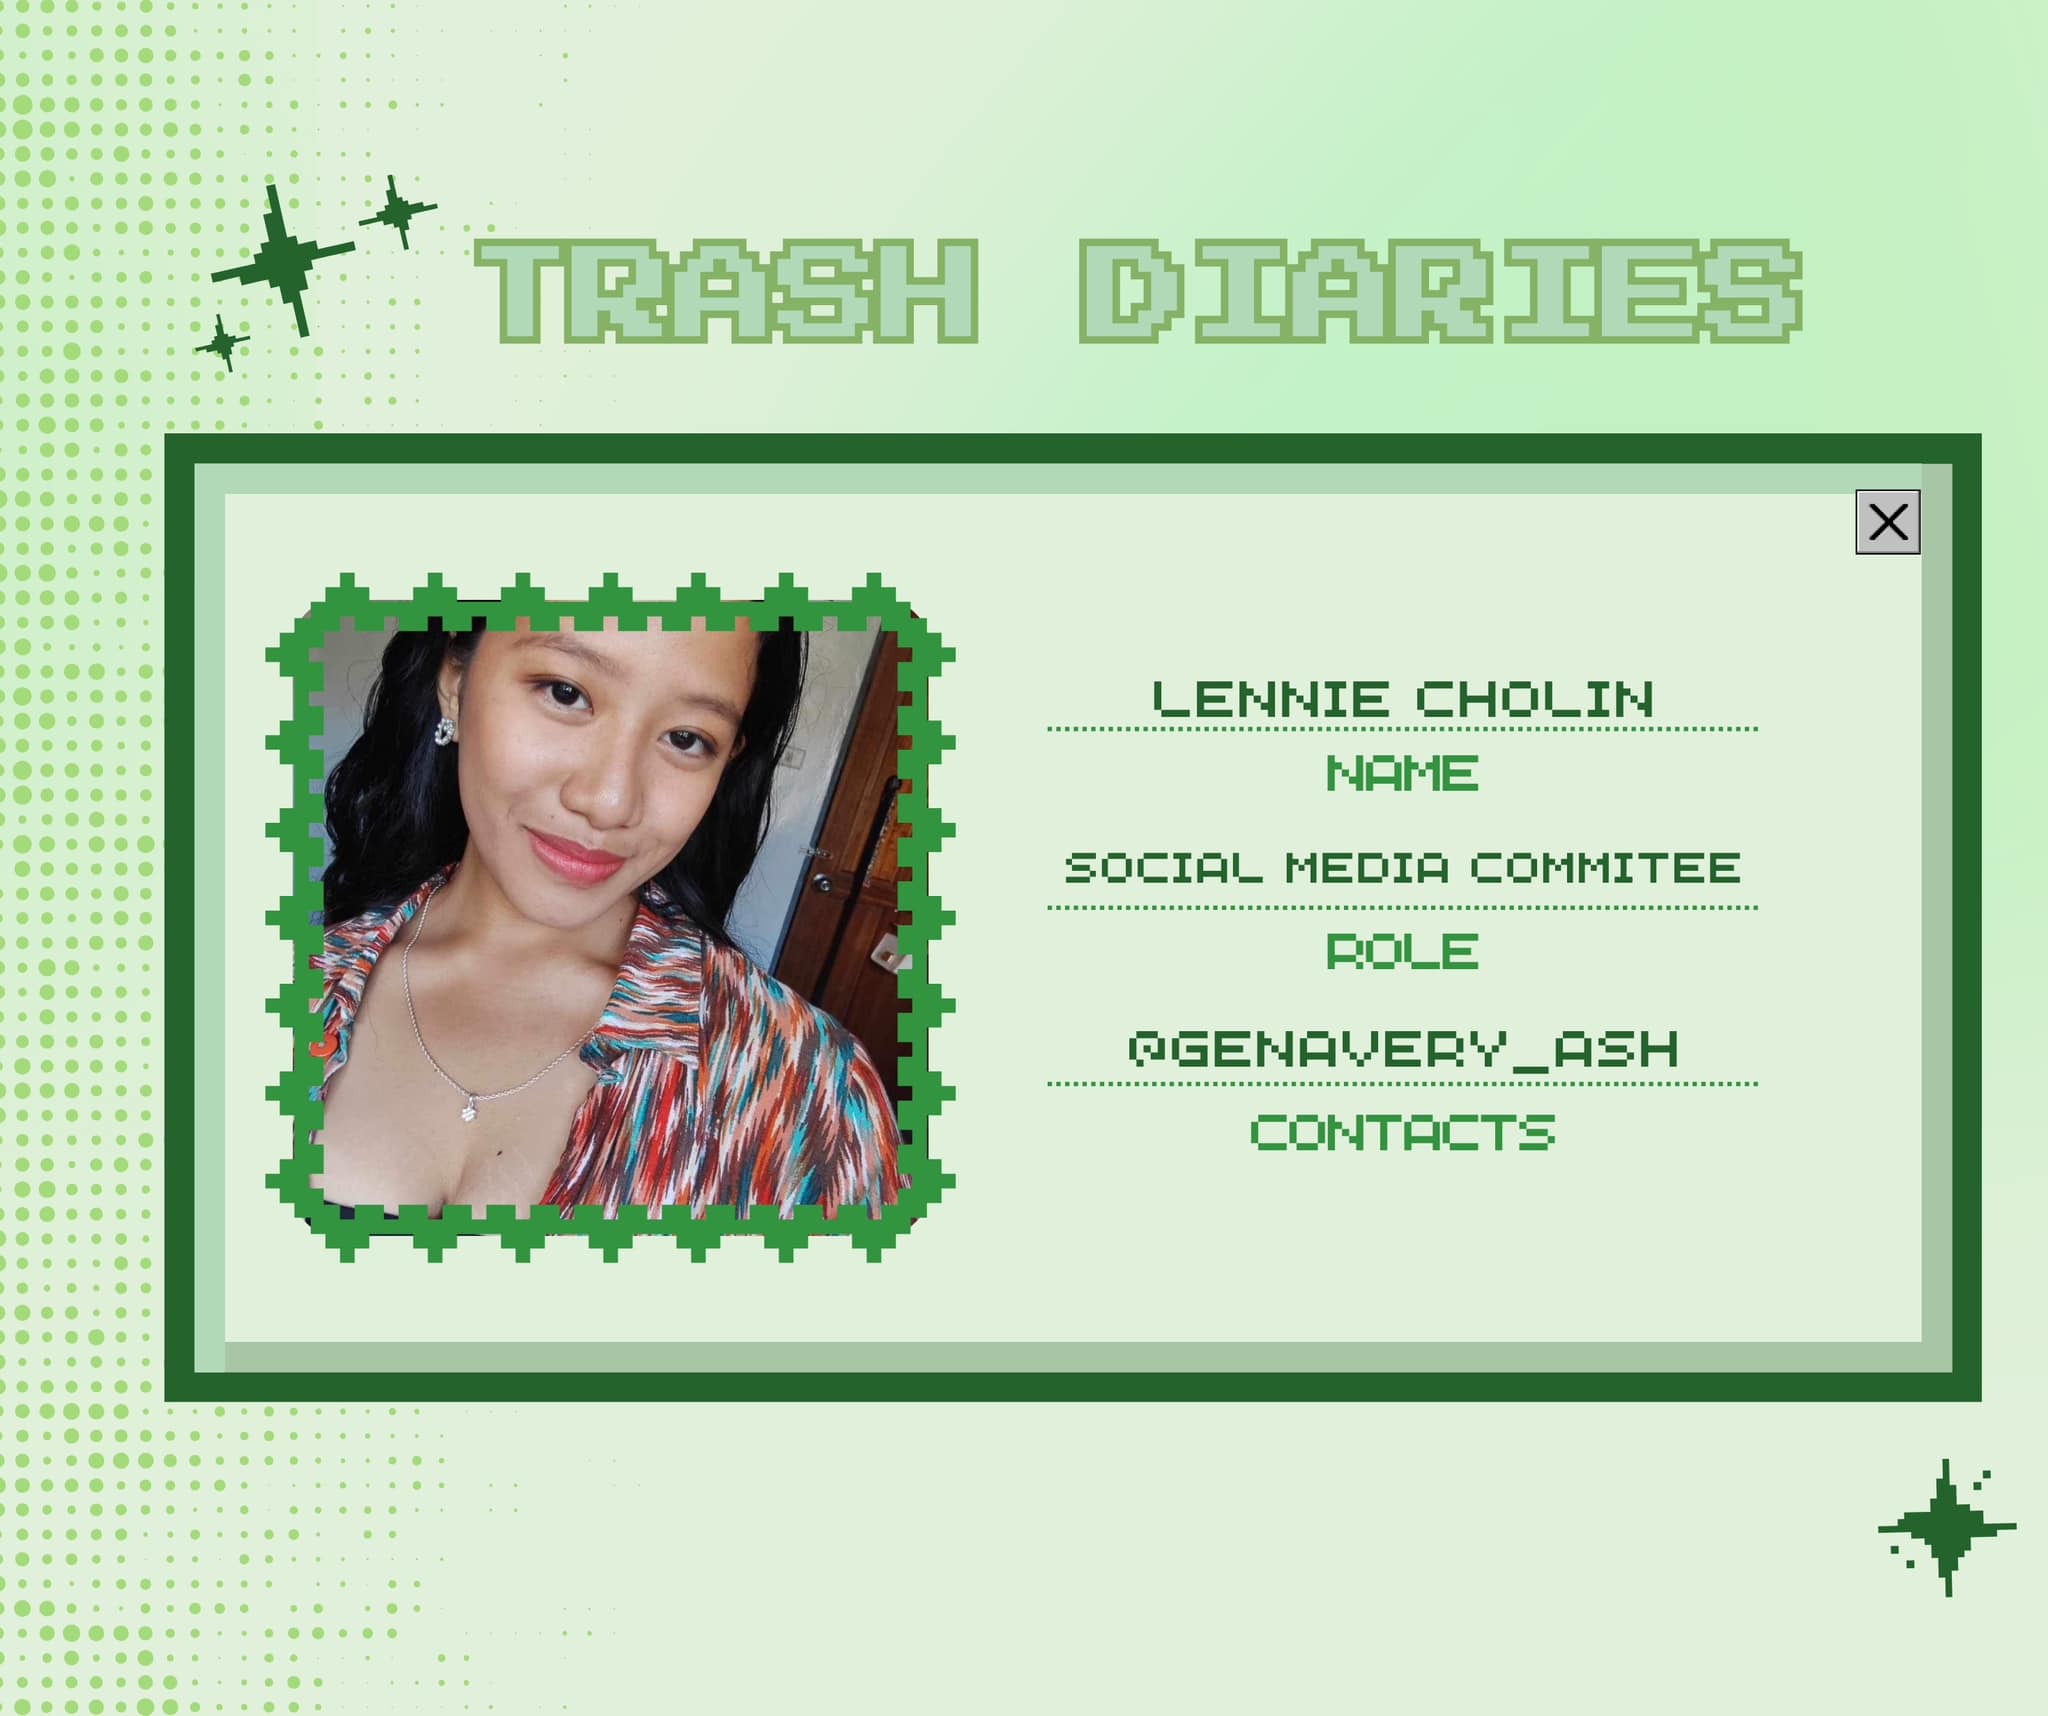 TRASH DIARIES
LENNIE CHOLIN
NAME
SOCIAL MEDIA COMMITEE
ROLE
@GENAVERY_ASH
CONTACTS